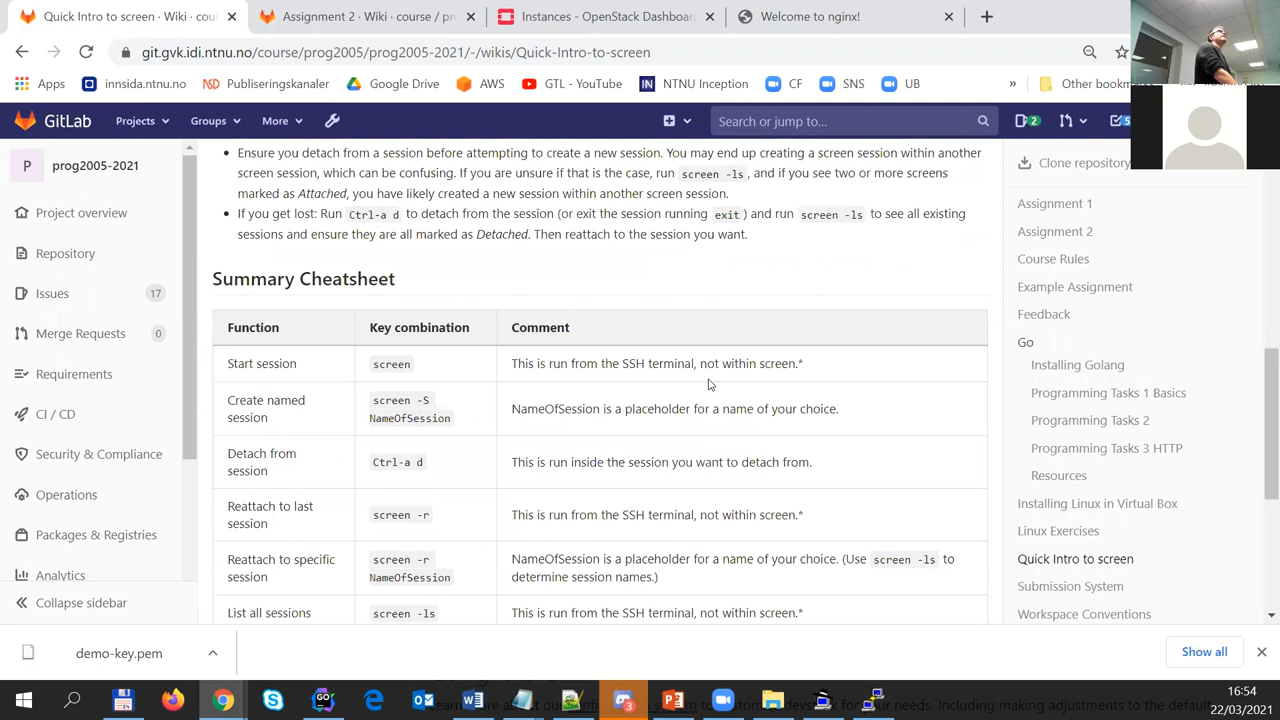 Quick Intro to screen · Wiki · cou
Assignment 2 · Wiki · course / pr
Instances - OpenStack Dashboar
Welcome to nginx!
git.gvk.idi.ntnu.no/course/prog2005/prog2005-2021/-/wikis/Quick-Intro-to-screen
Apps
innsida.ntnu.no
Publiseringskanaler
Google Drive
AWS
GTL - YouTube
NTNU Inception
CF
SNS
UB
»
Other bookm
GitLab
Projects
Groups
More
Search or jump to...
2
5
P
prog2005-2021
Project overview
Repository
Issues
17
Merge Requests
0
Requirements
CI / CD
Security & Compliance
Operations
Packages & Registries
Analytics
Collapse sidebar
Ensure you detach from a session before attempting to create a new session. You may end up creating a screen session within another
screen session, which can be confusing. If you are unsure if that is the case, run screen -ls, and if you see two or more screens
marked as Attached, you have likely created a new session within another screen session.
If you get lost: Run Ctrl-a d to detach from the session (or exit the session running exit) and run screen -ls to see all existing
sessions and ensure they are all marked as Detached. Then reattach to the session you want.
Summary Cheatsheet
Function
Key combination
Comment
Start session
screen
This is run from the SSH terminal, not within screen.*
Create named
session
screen -S
NameOfSession
NameOfSession is a placeholder for a name of your choice.
Detach from
session
Ctrl-a d
This is run inside the session you want to detach from.
Reattach to last
session
screen -r
This is run from the SSH terminal, not within screen.*
Reattach to specific
session
screen -r
NameOfSession
NameOfSession is a placeholder for a name of your choice. (Use screen -ls to
determine session names.)
List all sessions
screen -ls
This is run from the SSH terminal, not within screen.*
Clone repository
Assignment 1
Assignment 2
Course Rules
Example Assignment
Feedback
Go
Installing Golang
Programming Tasks 1 Basics
Programming Tasks 2
Programming Tasks 3 HTTP
Resources
Installing Linux in Virtual Box
Linux Exercises
Quick Intro to screen
Submission System
Workspace Conventions
demo-key.pem
Show all
16:54
22/03/2021